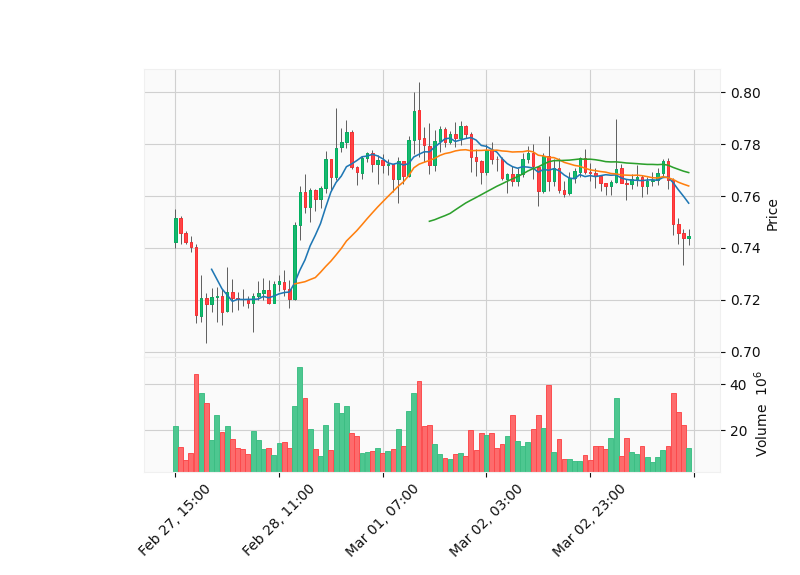 0.80
0.78
0.76
0.74
0.72
0.70
Price
40
20
Volume 10^6
Feb 27, 15:00
Feb 28, 11:00
Mar 01, 07:00
Mar 02, 03:00
Mar 02, 23:00